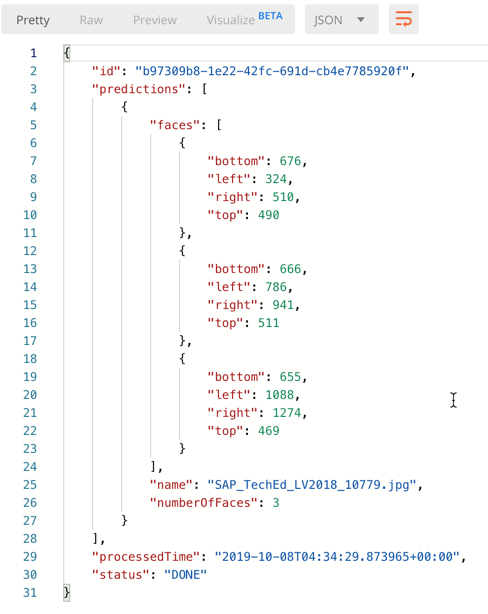 Pretty Raw Preview Visualize BETA JSON
1 {
2     "id": "b97309b8-1e22-42fc-691d-cb4e7785920f",
3     "predictions": [
4         {
5             "faces": [
6                 {
7                     "bottom": 676,
8                     "left": 324,
9                     "right": 510,
10                     "top": 490
11                 },
12                 {
13                     "bottom": 666,
14                     "left": 786,
15                     "right": 941,
16                     "top": 511
17                 },
18                 {
19                     "bottom": 655,
20                     "left": 1088,
21                     "right": 1274,
22                     "top": 469
23                 }
24             ],
25             "name": "SAP_TechEd_LV2018_10779.jpg",
26             "numberOfFaces": 3
27         }
28     ],
29     "processedTime": "2019-10-08T04:34:29.873965+00:00",
30     "status": "DONE"
31 }